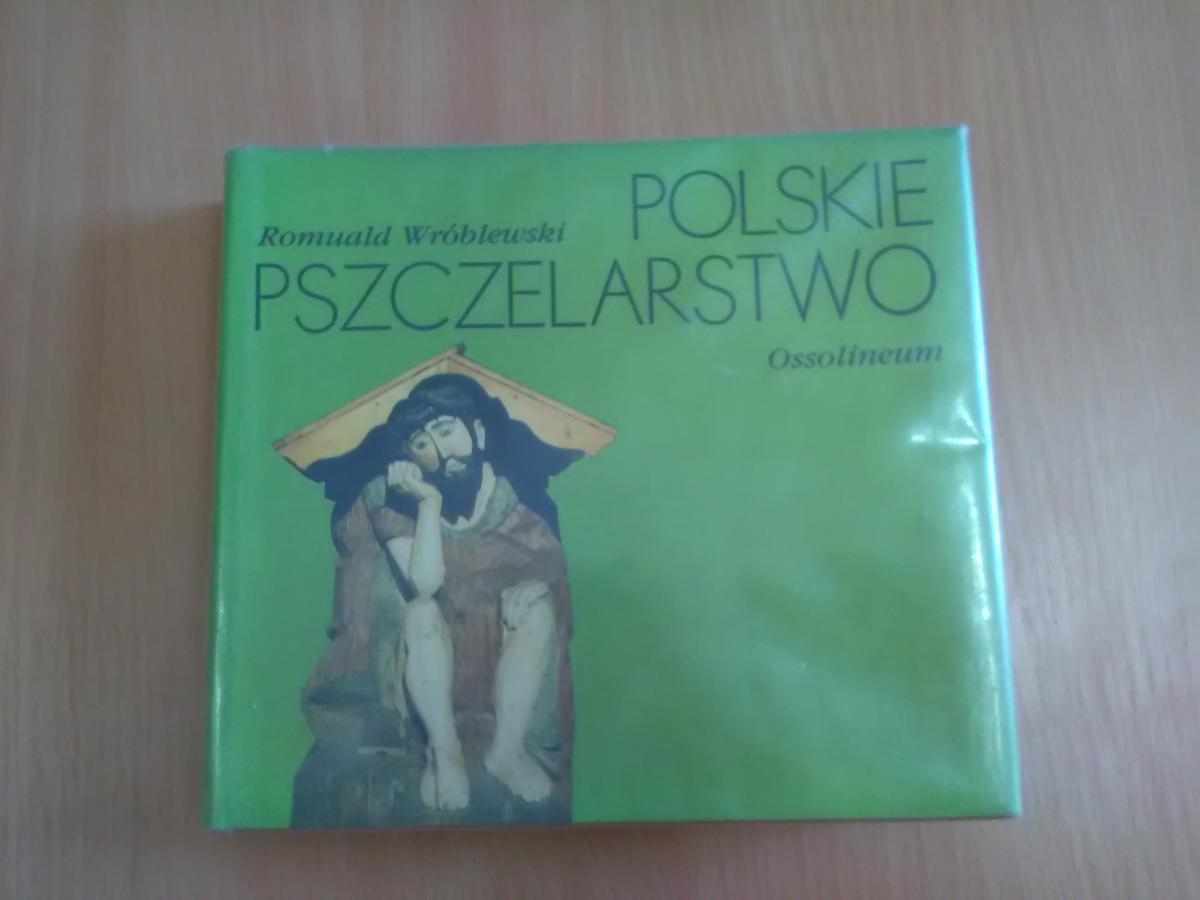 POLSKIE
Romuald Wróblewski
PSZCZELARSTWO
Ossolineum